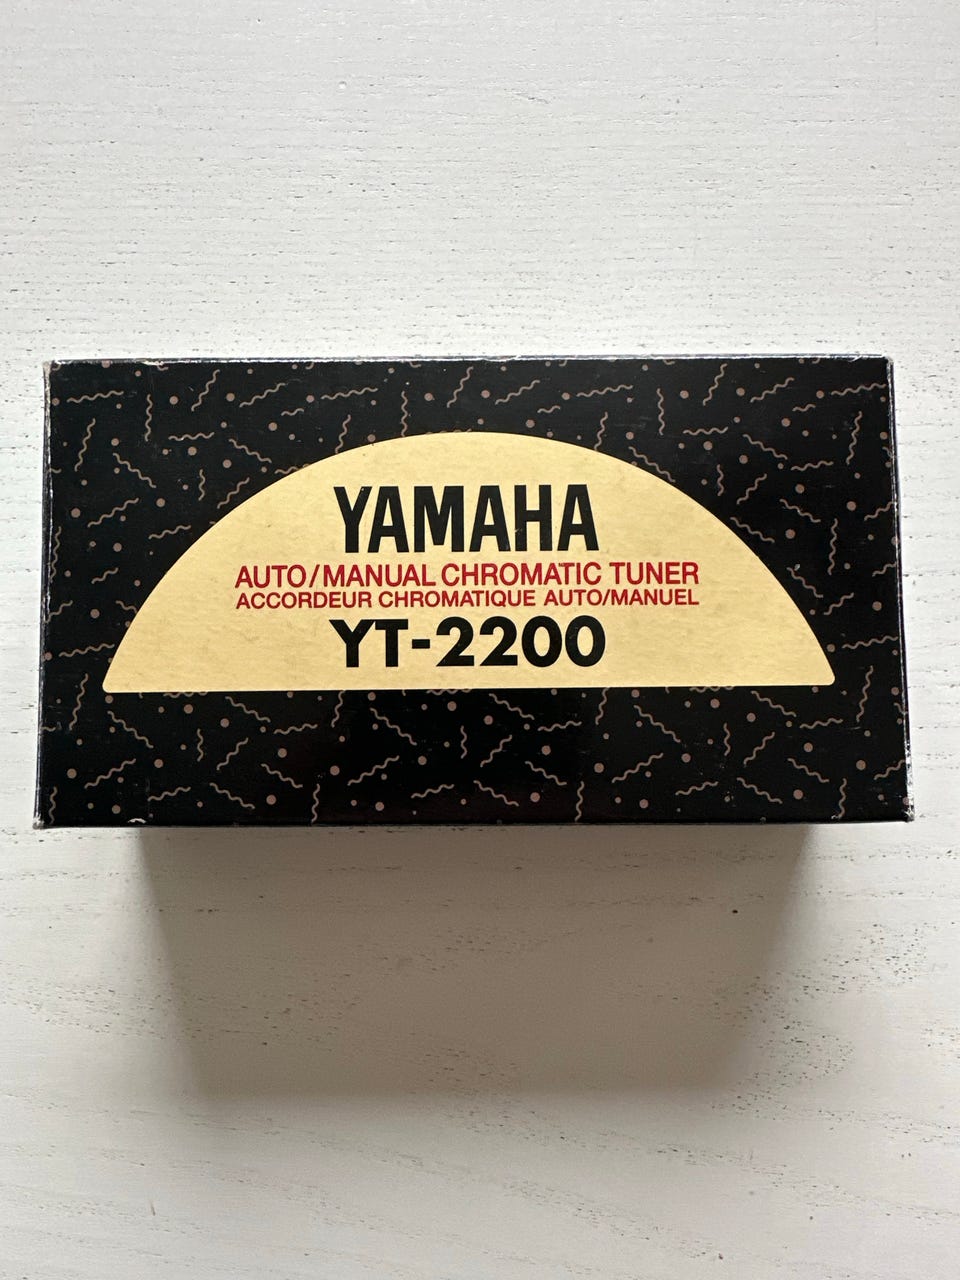 YAMAHA
AUTO/MANUAL CHROMATIC TUNER
ACCORDEUR CHROMATIQUE AUTO/MANUEL
YT-2200